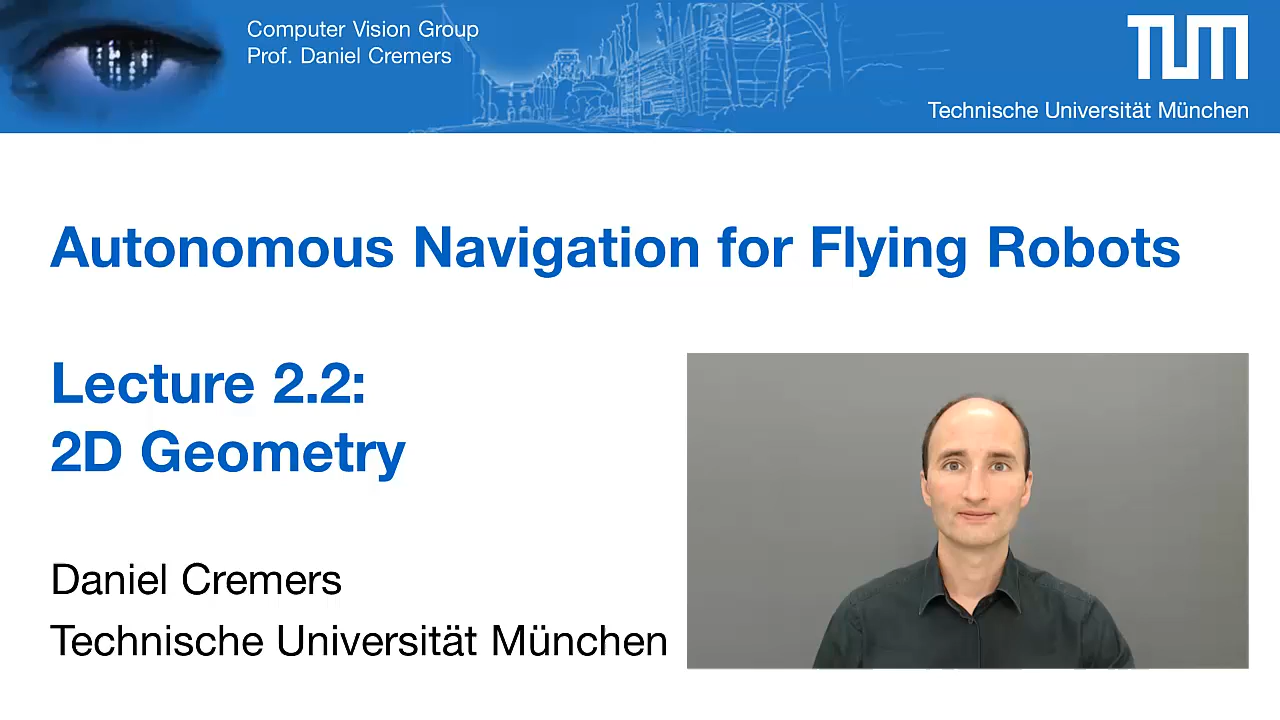 Computer Vision Group
Prof. Daniel Cremers
TUM
Technische Universität München
Autonomous Navigation for Flying Robots
Lecture 2.2:
2D Geometry
Daniel Cremers
Technische Universität München